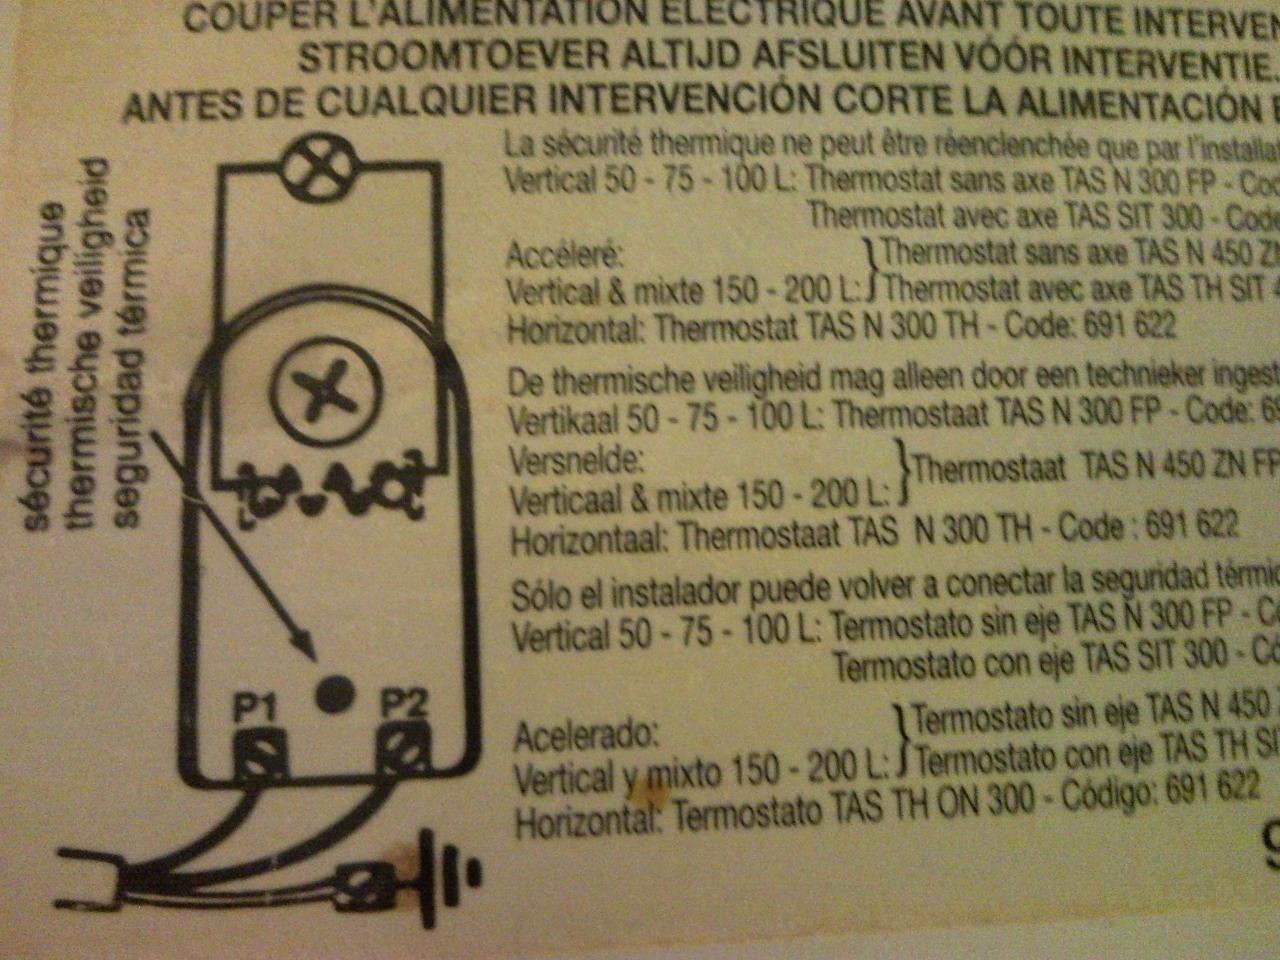 COUPER L'ALIMENTATION ELECTRIQUE AVANT TOUTE
STROOMTOEVER ALTIJD AFSLUITEN VÓÓR INTERVENTIE.
ANTES DE CUALQUIER INTERVENCIÓN CORTE LA ALIMENTACIÓN
sécurité thermique
thermische veiligheid
seguridad térmica
P1
P2
La sécurité thermique ne peut être réenclenchée que par
Vertical 50 - 75 - 100 L: Thermostat sans axe TAS N 300 FP -
Thermostat avec axe TAS SIT 300 - Code
Accéléré:
Thermostat sans axe TAS N 450
Vertical & mixte 150 - 200 L: Thermostat avec axe TAS TH SIT
Horizontal: Thermostat TAS N 300 TH - Code: 691 622
De thermische veiligheid mag alleen door een technieker
Vertikaal 50 - 75 - 100 L: Thermostaat TAS N 300 FP - Code:
Versnelde:
Thermostaat TAS N 450 ZN FP
Verticaal & mixte 150 - 200 L:
Horizontaal: Thermostaat TAS N 300 TH - Code : 691 622
Sólo el instalador puede volver a conectar la seguridad
Vertical 50 - 75 - 100 L: Termostato sin eje TAS N 300 FP -
Termostato con eje TAS SIT 300 -
Acelerado:
Termostato sin eje TAS N 450
Vertical y mixto 150 - 200 L: Termostato con eje TAS TH
Horizontal: Termostato TAS TH ON 300 - Código: 691 622